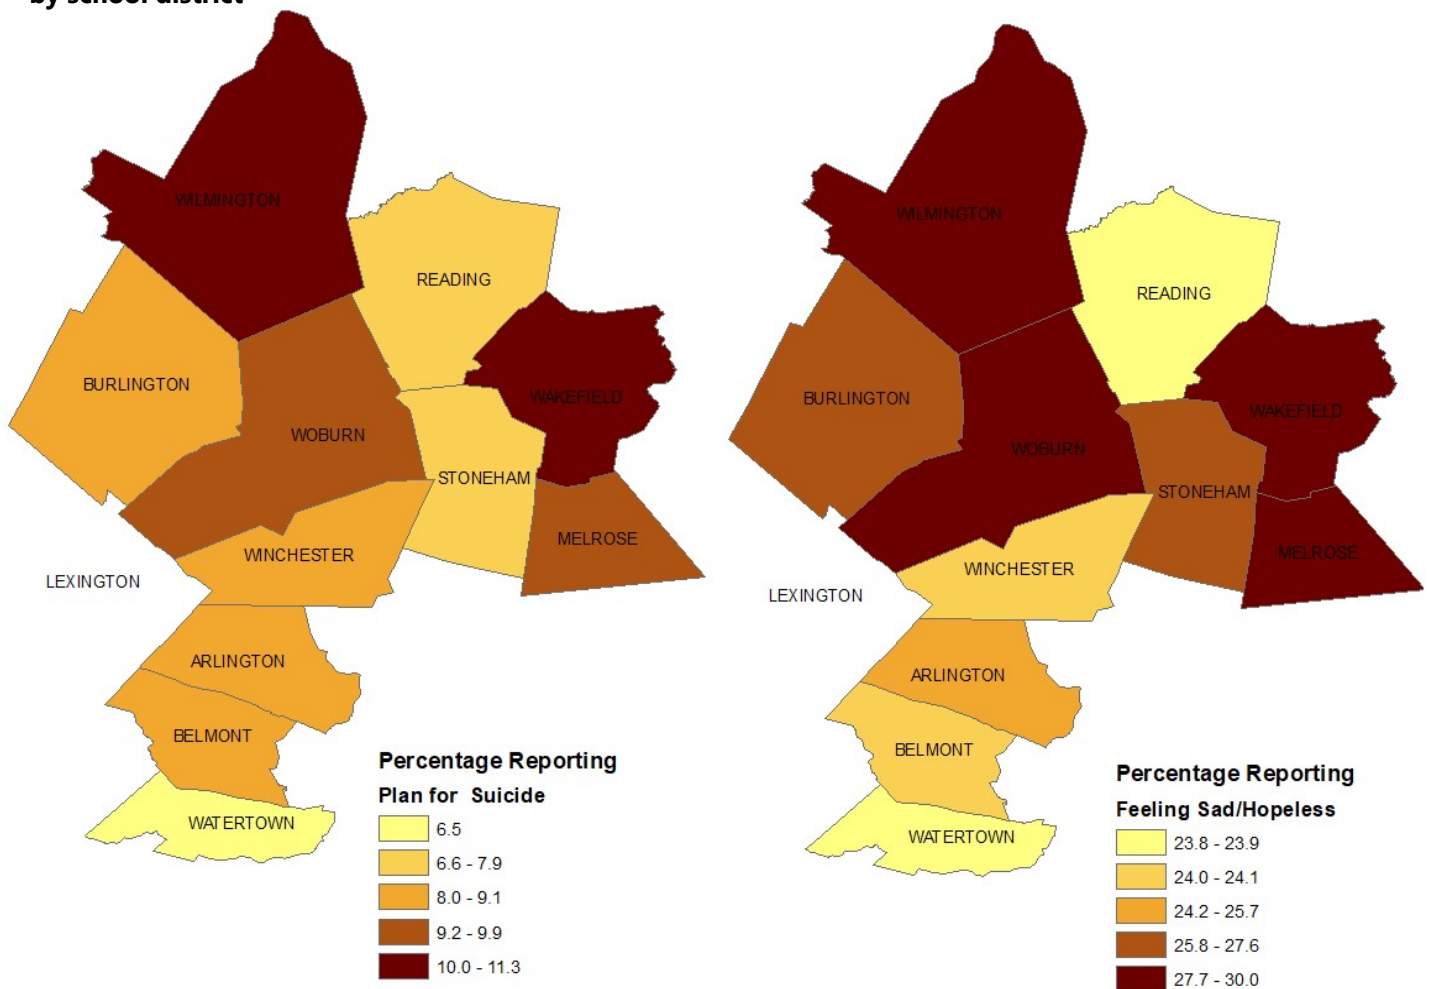 by school district
WILMINGTON
READING
BURLINGTON
WAKEFIELD
WOBURN
STONEHAM
MELROSE
WINCHESTER
LEXINGTON
ARLINGTON
BELMONT
WATERTOWN
Percentage Reporting
Plan for Suicide
6.5
6.6 - 7.9
8.0 - 9.1
9.2 - 9.9
10.0 - 11.3
WILMINGTON
READING
BURLINGTON
WAKEFIELD
WOBURN
STONEHAM
MELROSE
WINCHESTER
LEXINGTON
ARLINGTON
BELMONT
WATERTOWN
Percentage Reporting
Feeling Sad/Hopeless
23.8 - 23.9
24.0 - 24.1
24.2 - 25.7
25.8 - 27.6
27.7 - 30.0